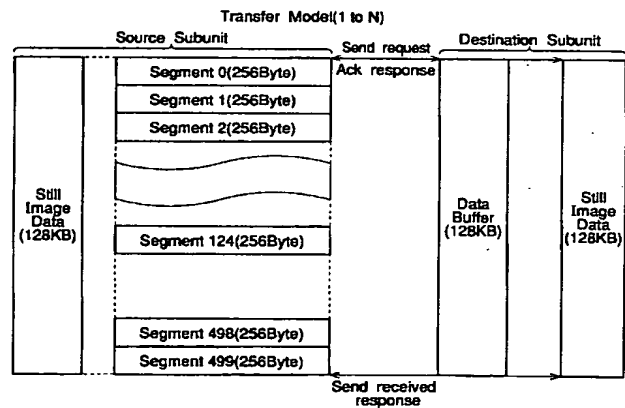 Transfer Model(1 to N)
Source Subunit
Destination Subunit
Send request
Ack response
Segment 0(256Byte)
Segment 1(256Byte)
Segment 2(256Byte)
Segment 124(256Byte)
Segment 498(256Byte)
Segment 499(256Byte)
Still
Image
Data
(128KB)
Data
Buffer
(128KB)
Still
Image
Data
(128KB)
Send received
response